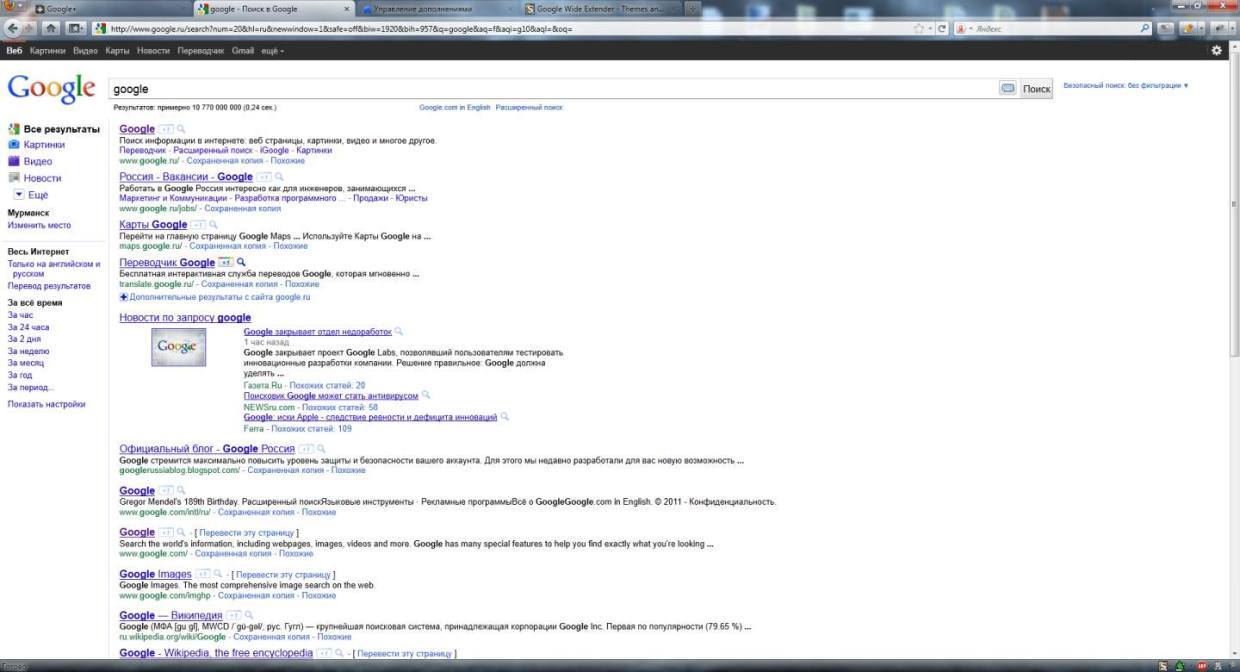 Google+
google - Поиск в Google
Управление дополнениями
Google Wide Extender - Themes an...
http://www.google.ru/search?num=20&hl=ru&newwindow=1&safe=off&biw=1920&bih=957&q=google&aq=f&aqi=g10&aql=&oq=
Яндекс
Веб Картинки Видео Карты Новости Переводчик Gmail ещё
Google
google
Поиск
Безопасный поиск: без фильтрации ▼
Результатов: примерно 10 770 000 000 (0,24 сек.)
Google.com in English Расширенный поиск
Все результаты
Картинки
Видео
Новости
Ещё
Мурманск
Изменить место
Весь Интернет
Только на английском и
русском
Перевод результатов
За всё время
За час
За 24 часа
За 2 дня
За неделю
За месяц
За год
За период...
Показать настройки
Google +1
Поиск информации в интернете: веб страницы, картинки, видео и многое другое.
Переводчик - Расширенный поиск - iGoogle - Картинки
www.google.ru/ - Сохраненная копия - Похожие
Россия - Вакансии - Google +1
Работать в Google Россия интересно как для инженеров, занимающихся ...
Маркетинг и Коммуникации - Разработка программного ... - Продажи - Юристы
www.google.ru/jobs/ - Сохраненная копия
Карты Google +1
Перейти на главную страницу Google Maps ... Используйте Карты Google на ...
maps.google.ru/ - Сохраненная копия - Похожие
Переводчик Google +1
Бесплатная интерактивная служба переводов Google, которая мгновенно ...
translate.google.ru/ - Сохраненная копия - Похожие
Дополнительные результаты с сайта google.ru
Новости по запросу google
Google
Google закрывает отдел недоработок
1 час назад
Google закрывает проект Google Labs, позволявший пользователям тестировать
инновационные разработки компании. Решение правильное: Google должна
уделять ...
Газета.Ru - Похожих статей: 20
Поисковик Google может стать антивирусом
NEWSru.com - Похожих статей: 58
Google: иски Apple - следствие ревности и дефицита инноваций
Ferra - Похожих статей: 109
Официальный блог - Google Россия +1
Google стремится максимально повысить уровень защиты и безопасности вашего аккаунта. Для этого мы недавно разработали для вас новую возможность ...
googlerussiablog.blogspot.com/ - Сохраненная копия - Похожие
Google +1
Gregor Mendel's 189th Birthday. Расширенный поискЯзыковые инструменты · Рекламные программыВсё о GoogleGoogle.com in English. © 2011 - Конфиденциальность.
www.google.com/intl/ru/ - Сохраненная копия - Похожие
Google +1 - [ Перевести эту страницу ]
Search the world's information, including webpages, images, videos and more. Google has many special features to help you find exactly what you're looking ...
www.google.com/ - Сохраненная копия - Похожие
Google Images +1 - [ Перевести эту страницу ]
Google Images. The most comprehensive image search on the web.
www.google.com/imghp - Сохраненная копия - Похожие
Google — Википедия +1
Google (МФА [gu gl], MWCD /ˈgü-gəl/, рус. Гугл) — крупнейшая поисковая система, принадлежащая корпорации Google Inc. Первая по популярности (79.65 %) ...
ru.wikipedia.org/wiki/Google - Сохраненная копия - Похожие
Google - Wikipedia, the free encyclopedia +1 - [ Перевести эту страницу ]
Готово